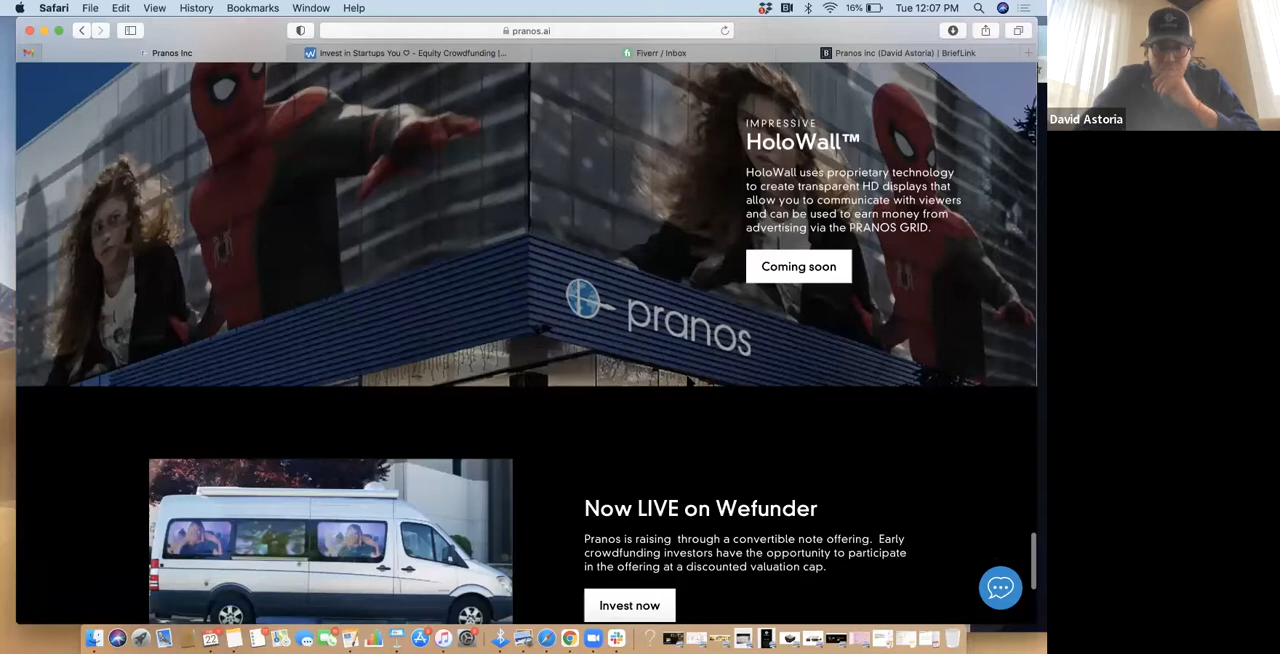 Safari File Edit View History Bookmarks Window Help 16% Tue 12:07 PM
pranos.ai
Pranos Inc Invest in Startups You ♡ - Equity Crowdfunding |... Fiverr / Inbox Pranos inc (David Astoria) | BriefLink
David Astoria
IMPRESSIVE
HoloWall™
HoloWall uses proprietary technology
to create transparent HD displays that
allow you to communicate with viewers
and can be used to earn money from
advertising via the PRANOS GRID.
Coming soon
pranos
Now LIVE on Wefunder
Pranos is raising through a convertible note offering. Early
crowdfunding investors have the opportunity to participate
in the offering at a discounted valuation cap.
Invest now
22